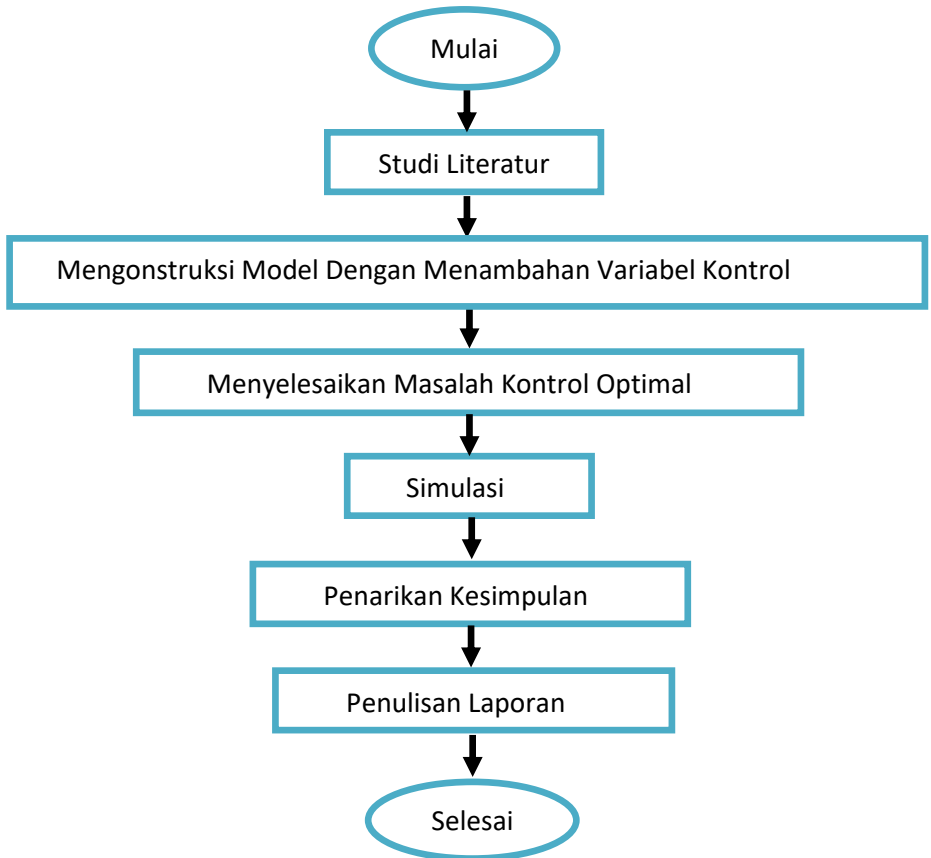 Mulai
Studi Literatur
Mengonstruksi Model Dengan Menambahan Variabel Kontrol
Menyelesaikan Masalah Kontrol Optimal
Simulasi
Penarikan Kesimpulan
Penulisan Laporan
Selesai